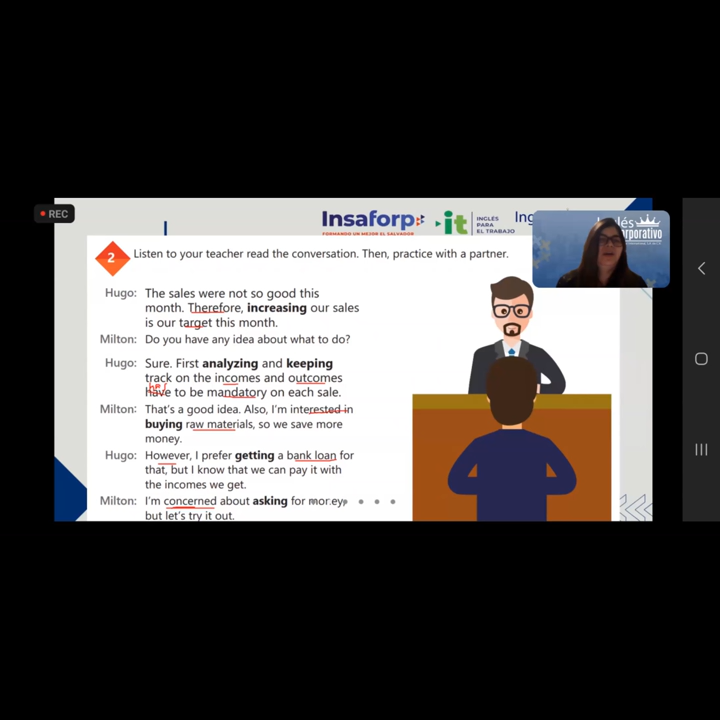 REC
Insaforp
FORMANDO UN MEJOR EL SALVADOR
it
INGLÉS
PARA
EL TRABAJO
2
Listen to your teacher read the conversation. Then, practice with a partner.
Hugo: The sales were not so good this
month. Therefore, increasing our sales
is our target this month.
Milton: Do you have any idea about what to do?
Hugo: Sure. First analyzing and keeping
track on the incomes and outcomes
have to be mandatory on each sale.
Milton: That's a good idea. Also, I'm interested in
buying raw materials, so we save more
money.
Hugo: However, I prefer getting a bank loan for
that, but I know that we can pay it with
the incomes we get.
Milton: I'm concerned about asking for money,
but let's try it out.